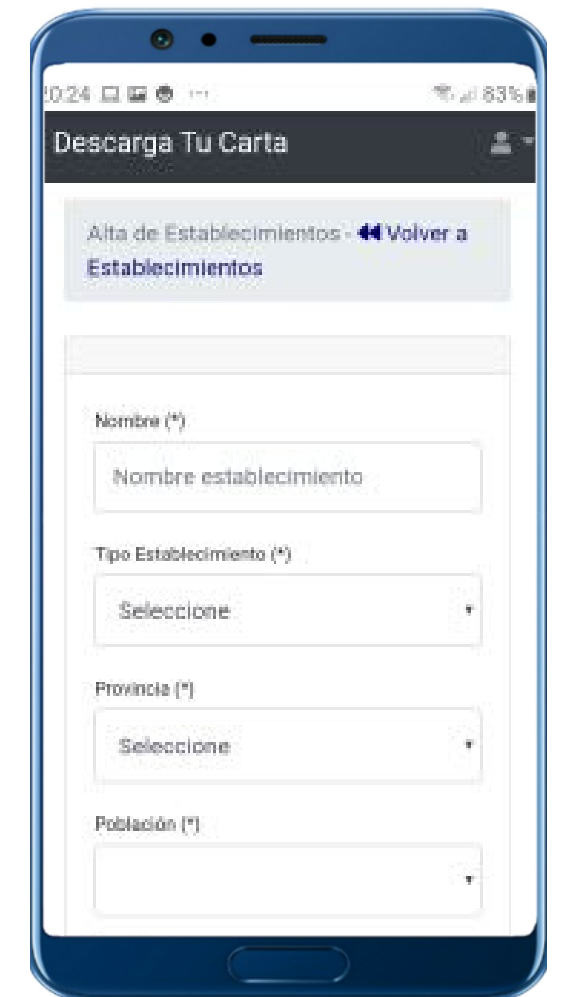 0:24 83%
Descarga Tu Carta
Alta de Establecimientos - Volver a
Establecimientos
Nombre (*)
Nombre establecimiento
Tipo Establecimiento (*)
Seleccione
Provincia (*)
Seleccione
Población (*)